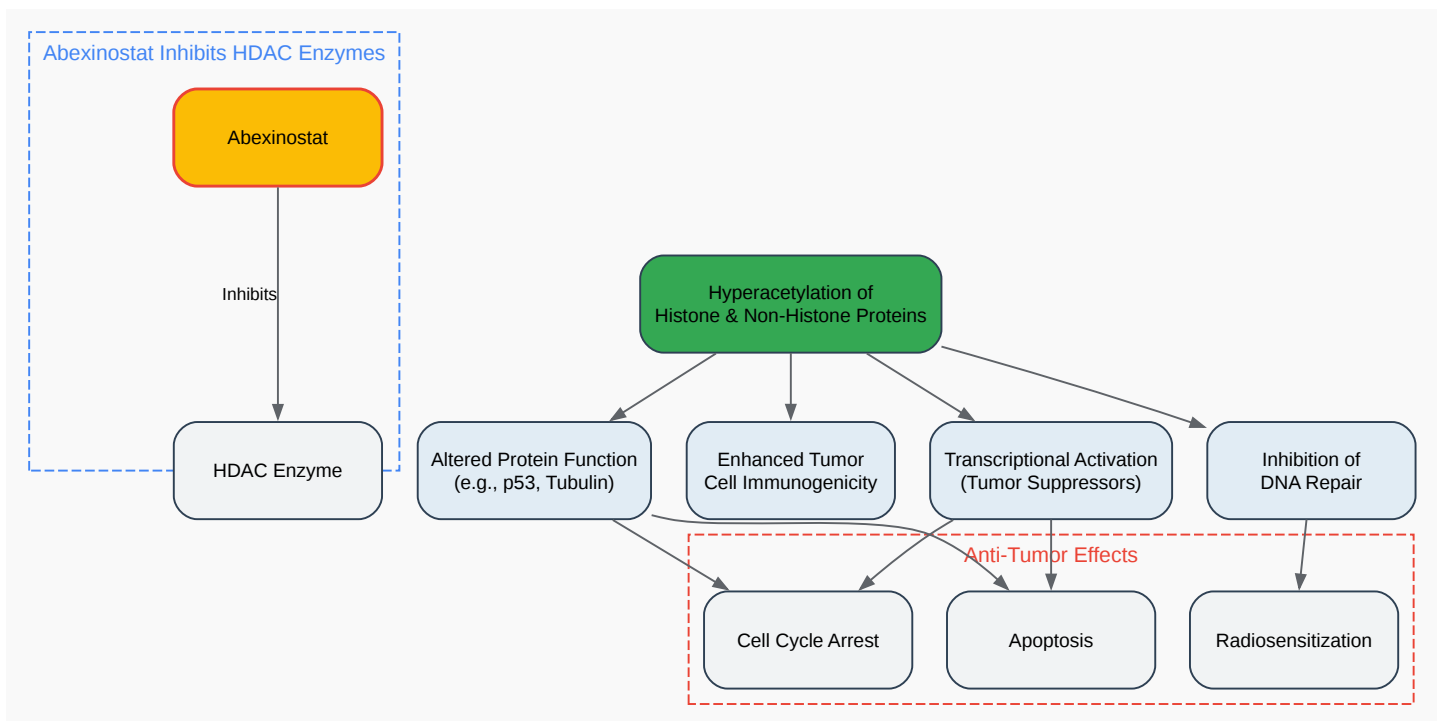 Abexinostat Inhibits HDAC Enzymes
Abexinostat
Inhibits
HDAC Enzyme
Hyperacetylation of
Histone & Non-Histone Proteins
Altered Protein Function
(e.g., p53, Tubulin)
Enhanced Tumor
Cell Immunogenicity
Transcriptional Activation
(Tumor Suppressors)
Inhibition of
DNA Repair
Anti-Tumor Effects
Cell Cycle Arrest
Apoptosis
Radiosensitization